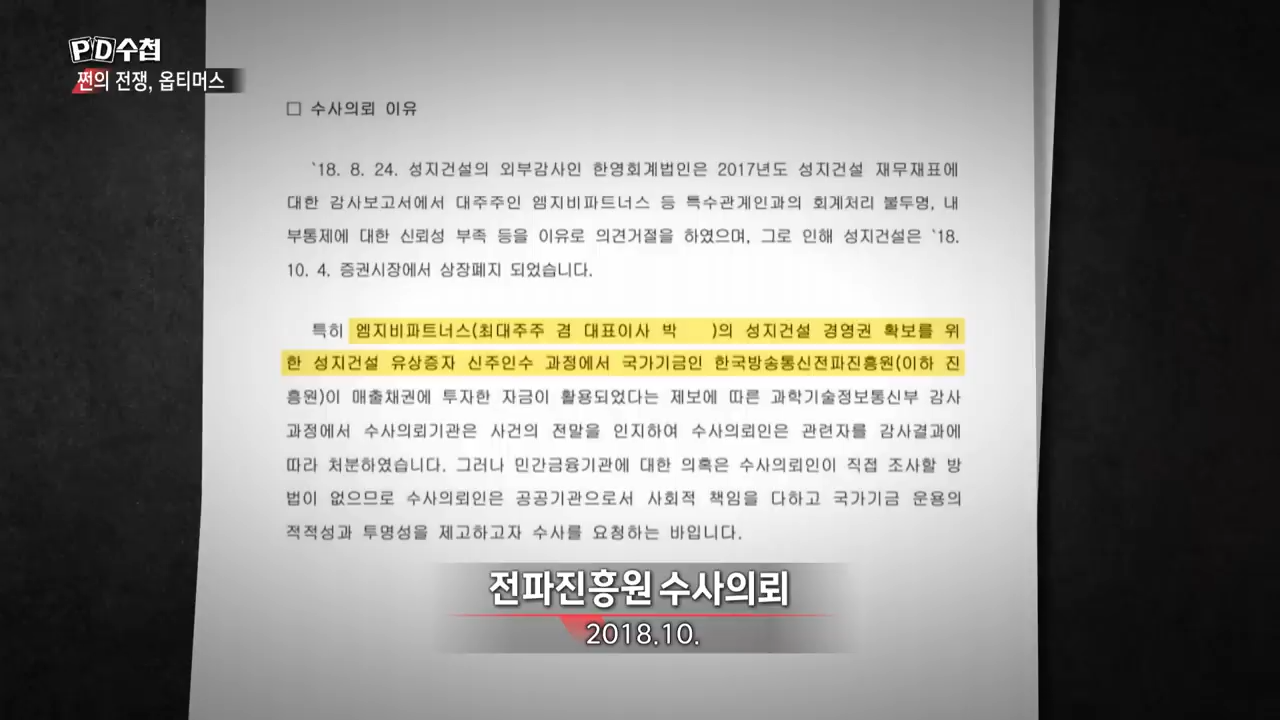 PD수첩
쩐의 전쟁, 옵티머스
□ 수사의뢰 이유
`18. 8. 24. 성지건설의 외부감사인 한영회계법인은 2017년도 성지건설 재무재표에
대한 감사보고서에서 대주주인 엠지비파트너스 등 특수관게인과의 회계처리 불투명, 내
부통제에 대한 신뢰성 부족 등을 이유로 의견거절을 하였으며, 그로 인해 성지건설은 `18.
10. 4. 증권시장에서 상장폐지 되었습니다.
특히 엠지비파트너스(최대주주 겸 대표이사 박 )의 성지건설 경영권 확보를 위
한 성지건설 유상증자 신주인수 과정에서 국가기금인 한국방송통신전파진흥원(이하 진
흥원)이 매출채권에 투자한 자금이 활용되었다는 제보에 따른 과학기술정보통신부 감사
과정에서 수사의뢰기관은 사건의 전말을 인지하여 수사의뢰인은 관련자를 감사결과에
따라 처분하였습니다. 그러나 민간금융기관에 대한 의혹은 수사의뢰인이 직접 조사할 방
법이 없으므로 수사의뢰인은 공공기관으로서 사회적 책임을 다하고 국가기금 운용의
적적성과 투명성을 제고하고자 수사를 요청하는 바입니다.
전파진흥원 수사의뢰
2018.10.